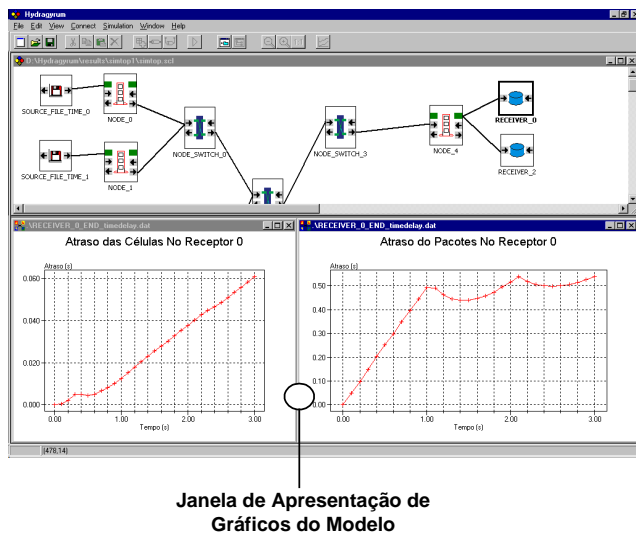 Hydragyrum
File Edit View Connect Simulation Window Help
D:\Hydragyrum\results\simtop1\simtop.scl
SOURCE_FILE_TIME_0
NODE_0
NODE_SWITCH_0
NODE_SWITCH_3
NODE_4
RECEIVER_0
SOURCE_FILE_TIME_1
NODE_1
RECEIVER_2
.\RECEIVER_0_END_timedelay.dat
Atraso das Células No Receptor 0
Atraso (s)
0.060
0.040
0.020
0.000
0.00 1.00 2.00 3.00
Tempo (s)
.\RECEIVER_0_END_timedelay.dat
Atraso do Pacotes No Receptor 0
Atraso (s)
0.50
0.40
0.30
0.20
0.10
0.00
0.00 1.00 2.00 3.00
Tempo (s)
(478,14)
Janela de Apresentação de
Gráficos do Modelo